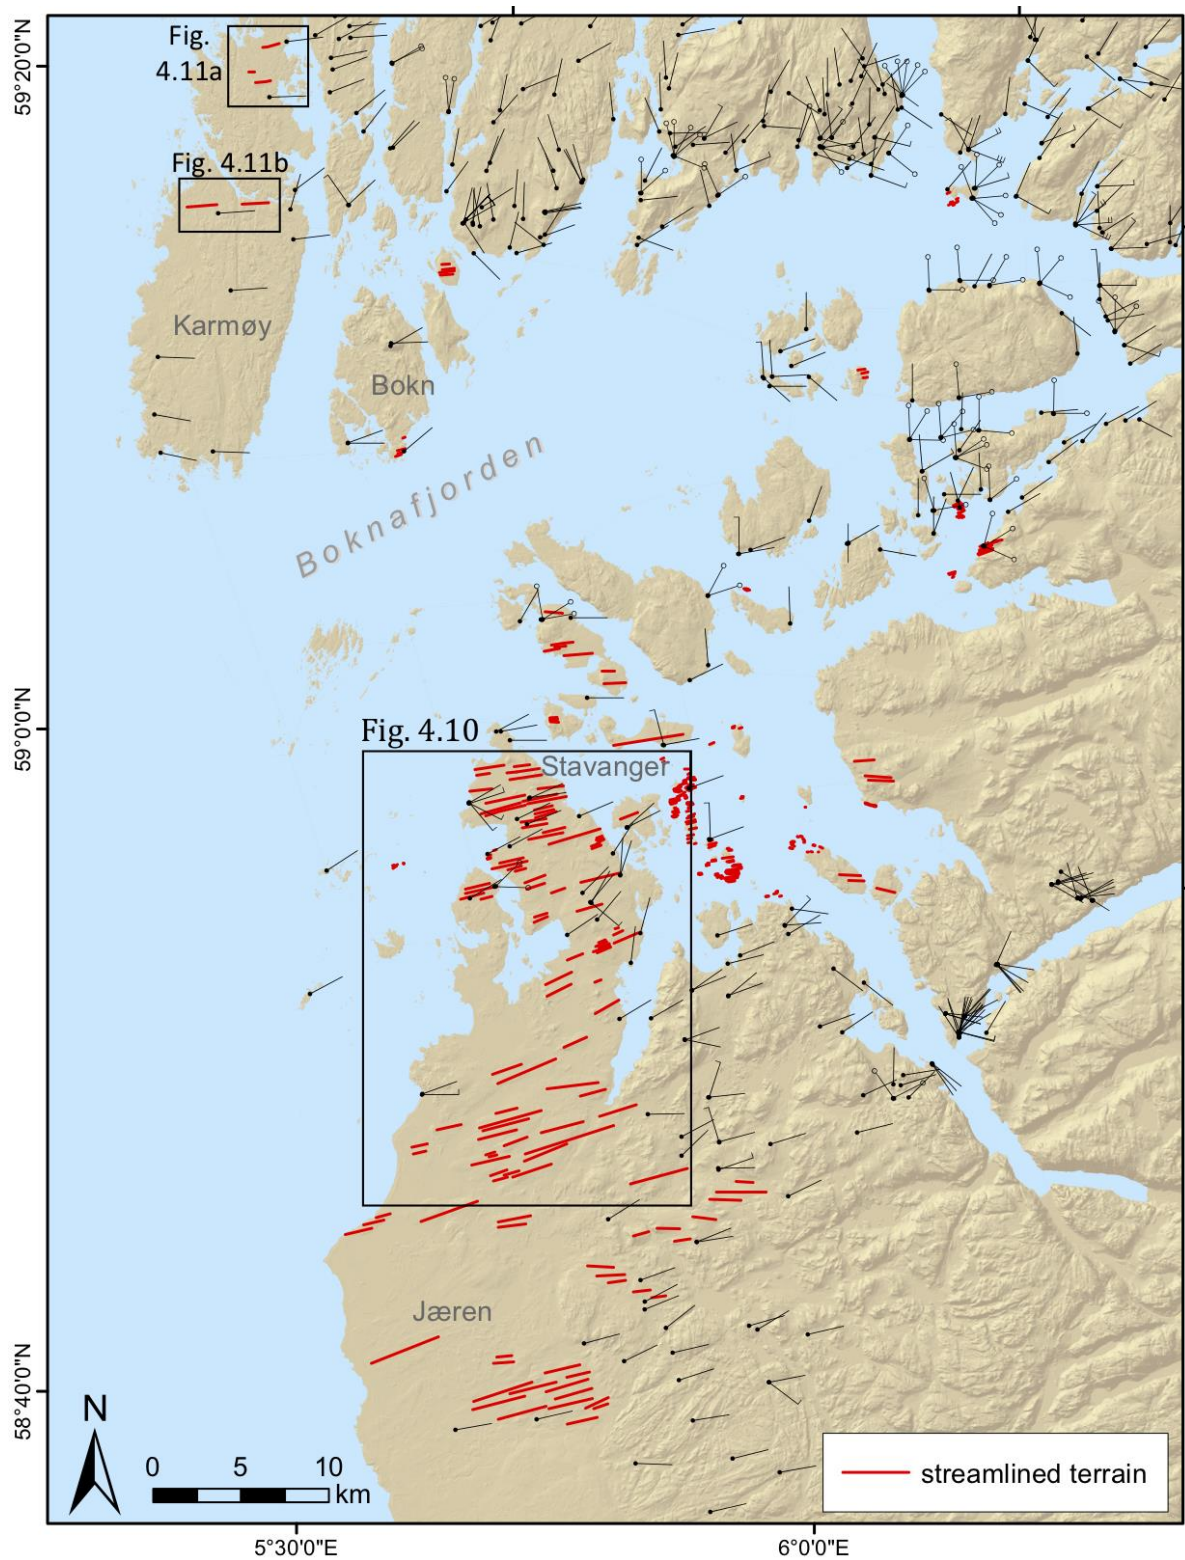 Fig.
4.11a
59°20'0"N
Fig. 4.11b
Karmøy
Bokn
Boknafjorden
Fig. 4.10
59°0'0"N
Stavanger
Jæren
58°40'0"N
N
0 5 10
km
streamlined terrain
5°30'0"E 6°0'0"E